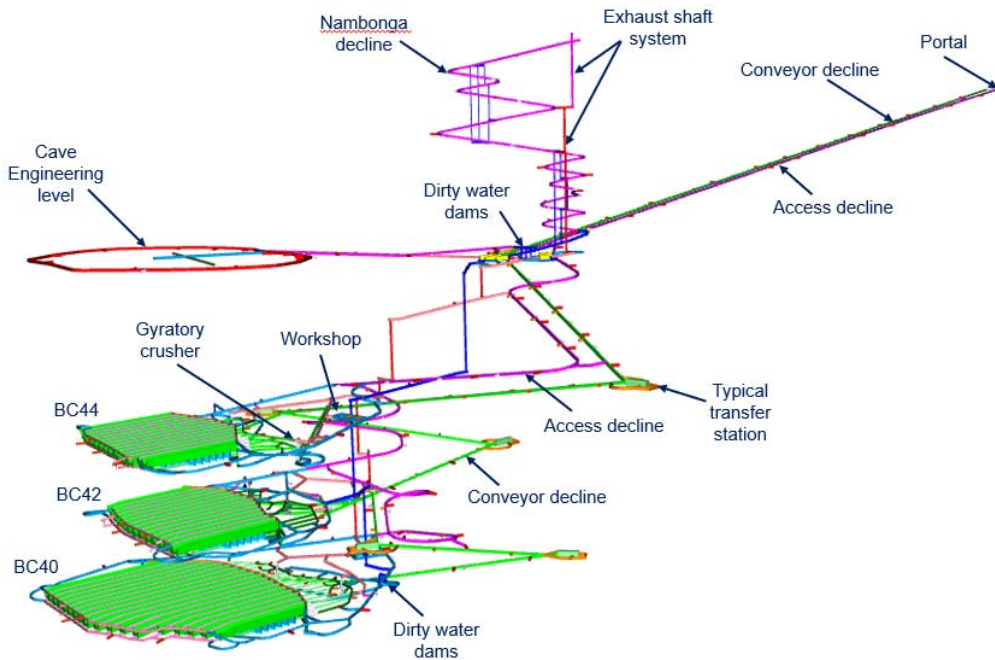 Nambonga
decline
Exhaust shaft
system
Portal
Conveyor decline
Cave
Engineering
level
Dirty water
dams
Access decline
Gyratory
crusher
Workshop
BC44
Access decline
Typical
transfer
station
BC42
Conveyor decline
BC40
Dirty water
dams